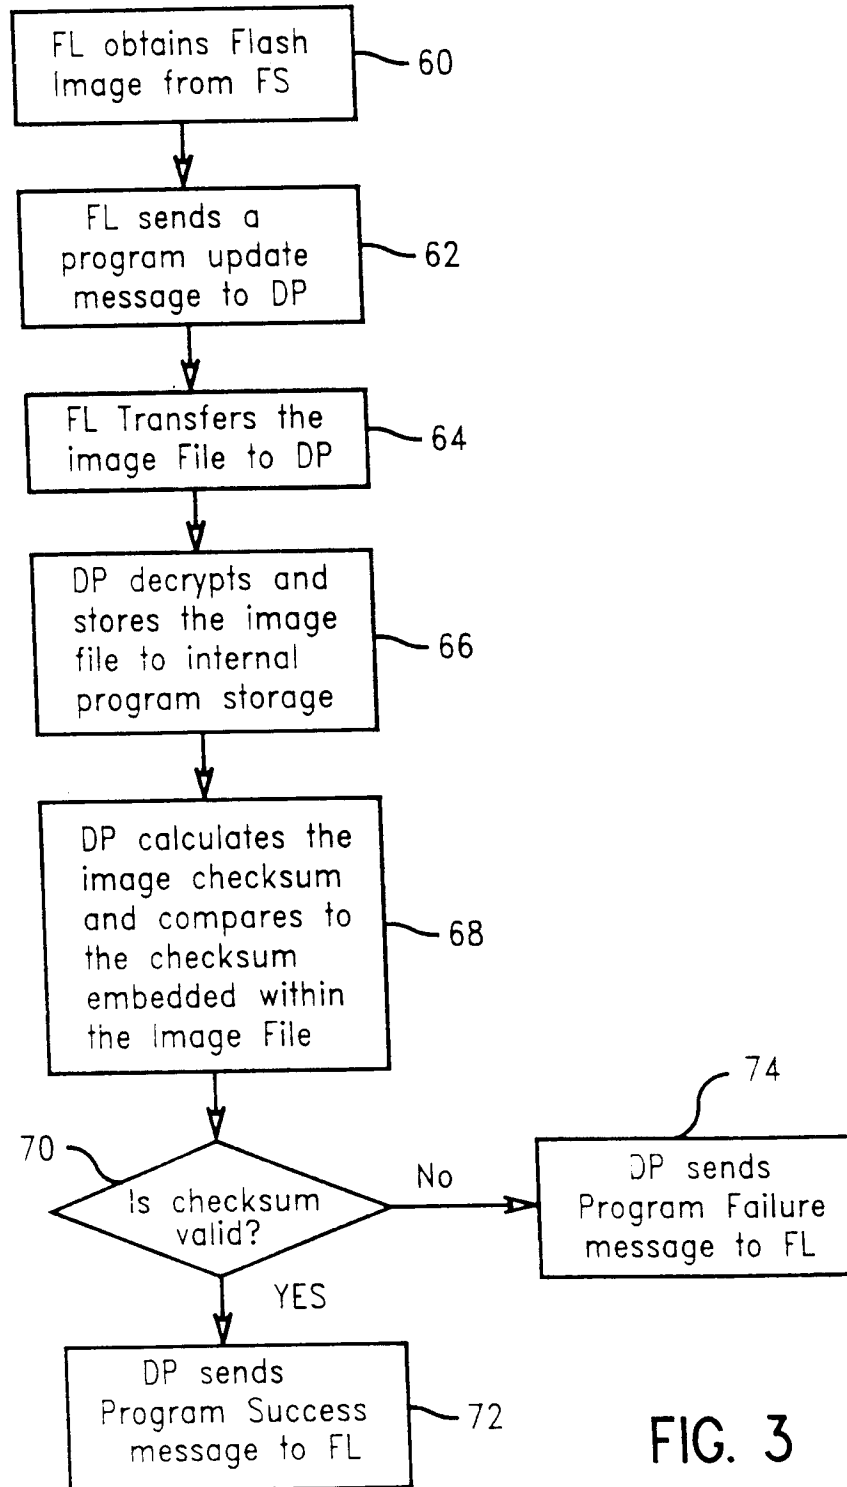 FL obtains Flash
Image from FS
60
FL sends a
program update
message to DP
62
FL Transfers the
image File to DP
64
DP decrypts and
stores the image
file to internal
program storage
66
DP calculates the
image checksum
and compares to
the checksum
embedded within
the Image File
68
70
Is checksum
valid?
No
74
DP sends
Program Failure
message to FL
YES
DP sends
Program Success
message to FL
72
FIG. 3